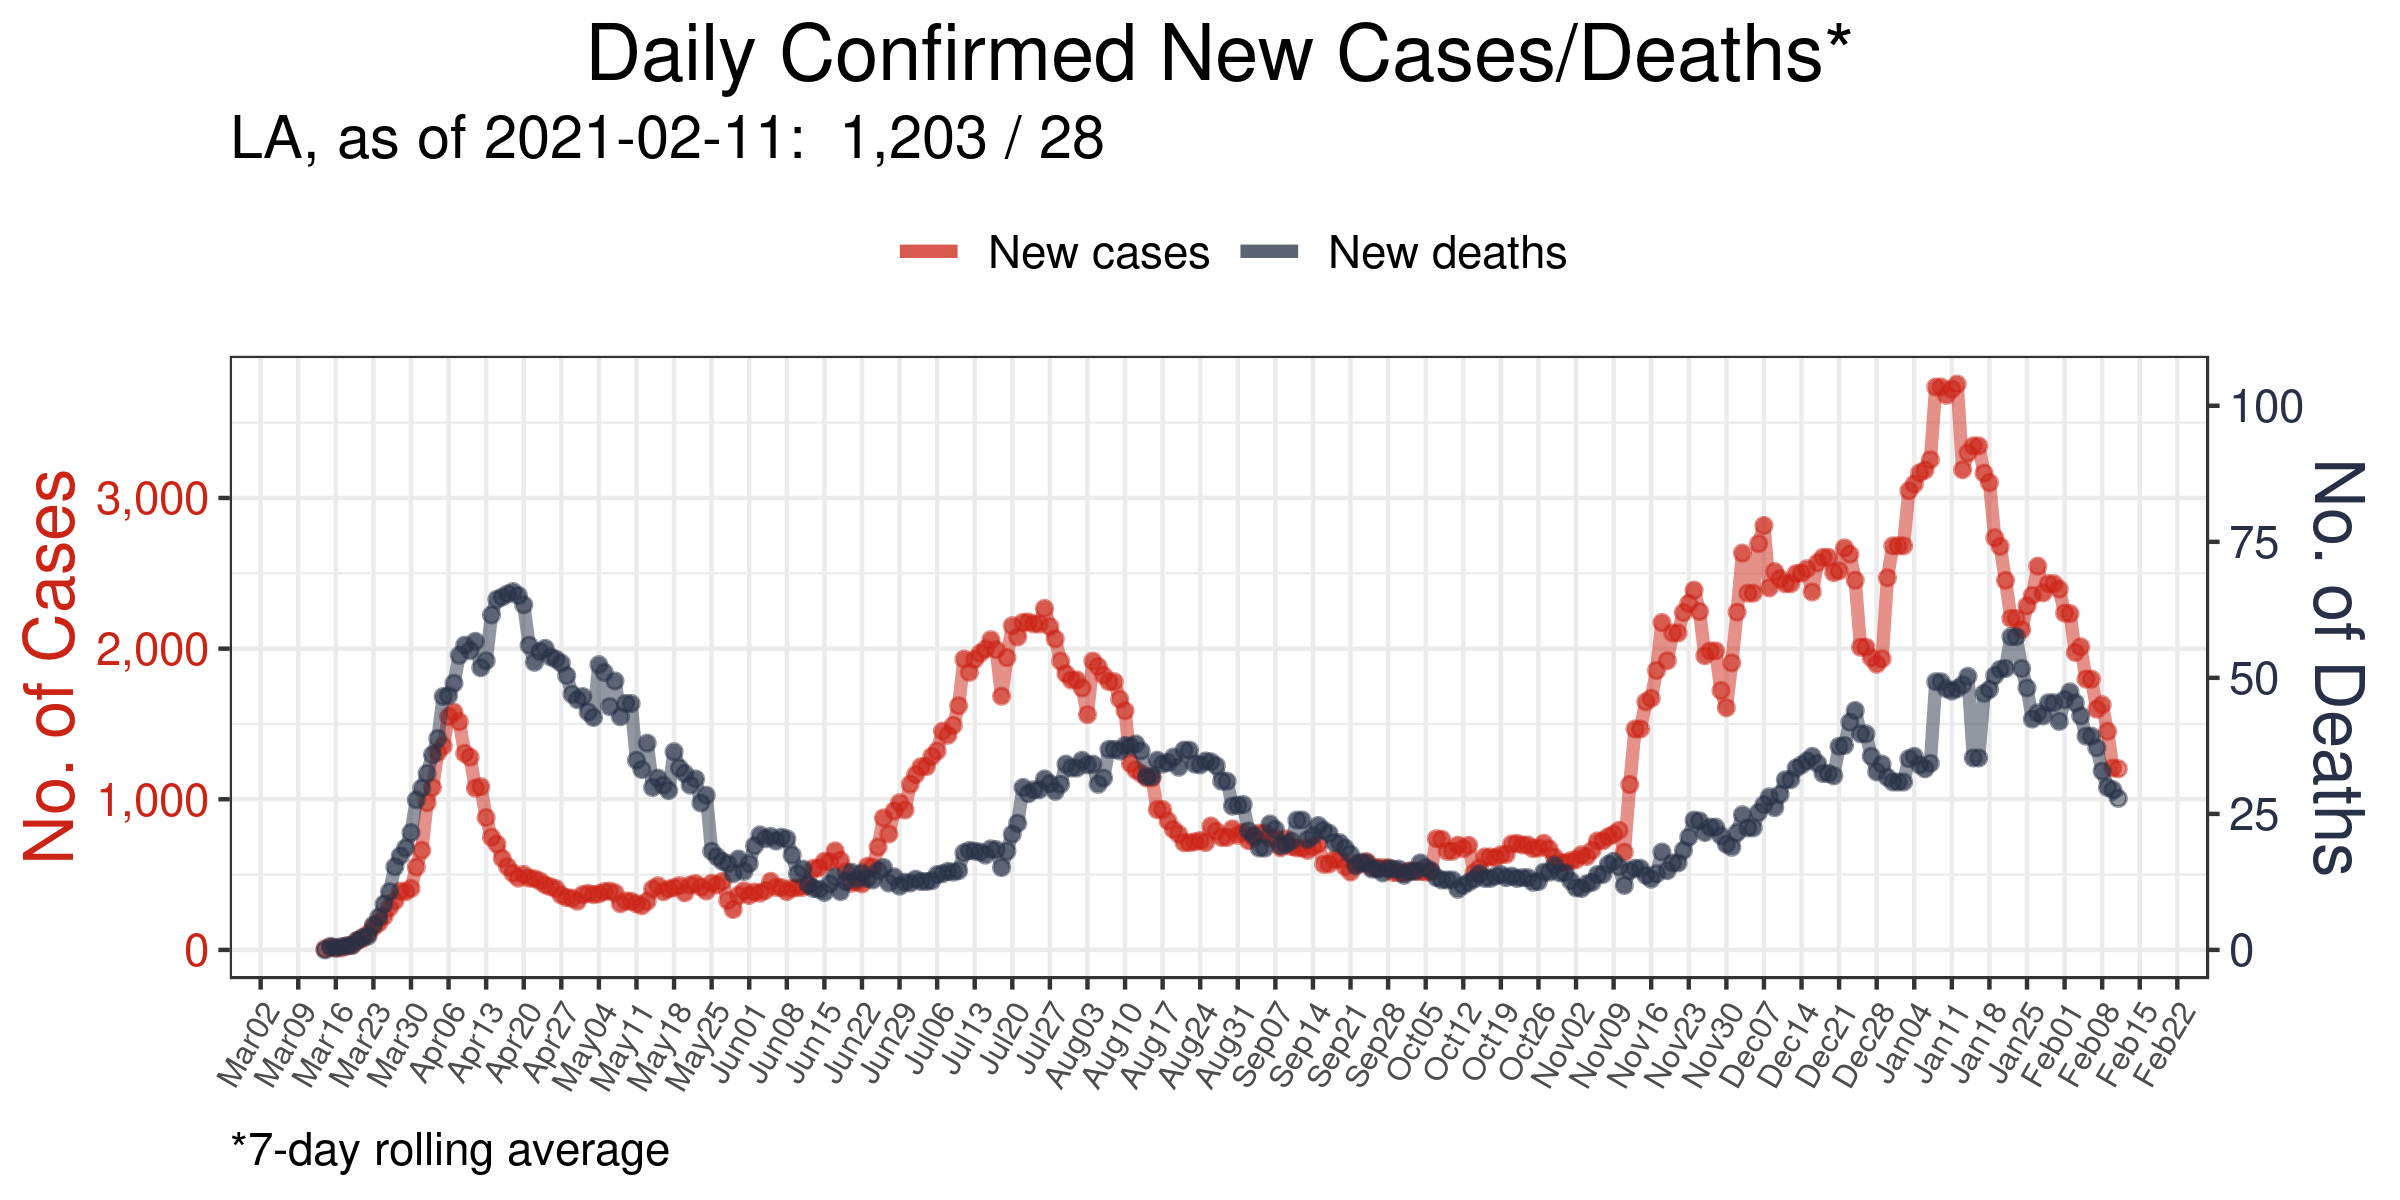 Daily Confirmed New Cases/Deaths*
LA, as of 2021-02-11:  1,203 / 28
New cases
New deaths
No. of Cases
3,000
2,000
1,000
0
100
75
50
25
0
No. of Deaths
Mar02
Mar09
Mar16
Mar23
Mar30
Apr06
Apr13
Apr20
Apr27
May04
May11
May18
May25
Jun01
Jun08
Jun15
Jun22
Jun29
Jul06
Jul13
Jul20
Jul27
Aug03
Aug10
Aug17
Aug24
Aug31
Sep07
Sep14
Sep21
Sep28
Oct05
Oct12
Oct19
Oct26
Nov02
Nov09
Nov16
Nov23
Nov30
Dec07
Dec14
Dec21
Dec28
Jan04
Jan11
Jan18
Jan25
Feb01
Feb08
Feb15
Feb22
*7-day rolling average